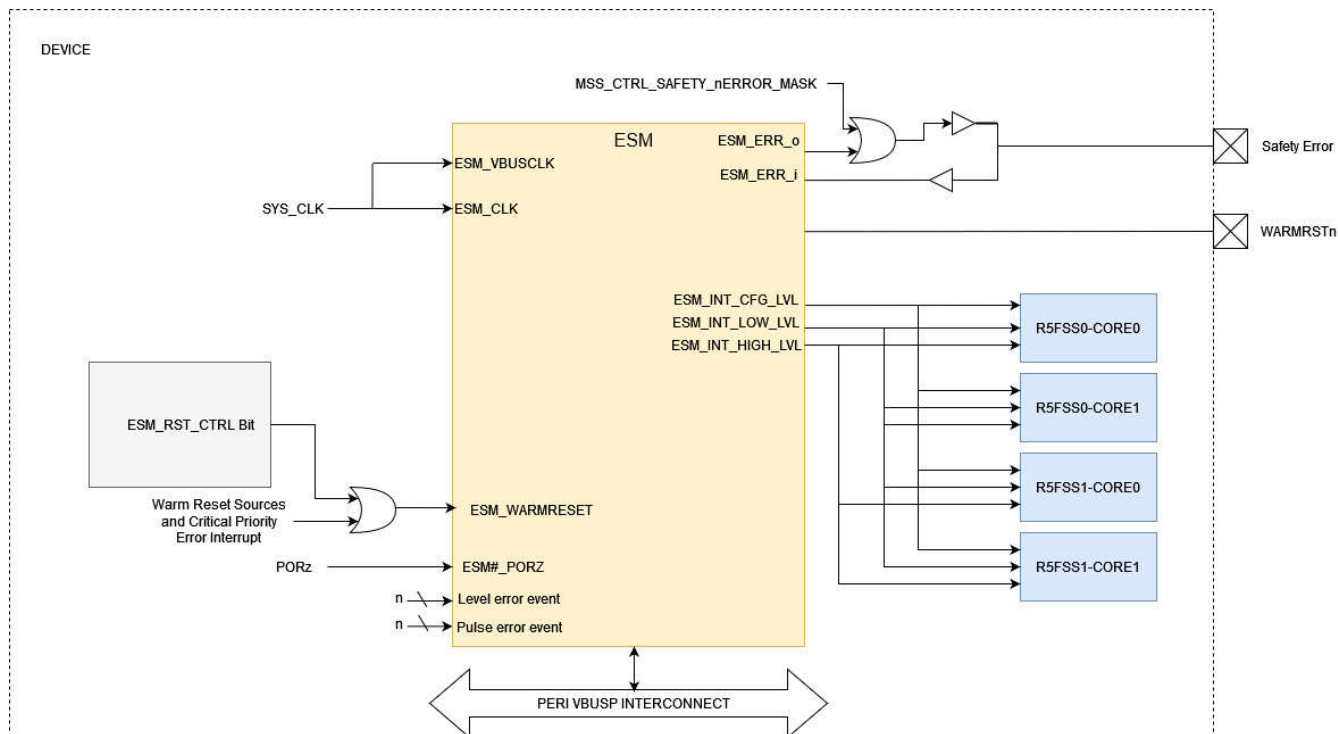 DEVICE
MSS_CTRL_SAFETY_nERROR_MASK
ESM
ESM_ERR_o
Safety Error
ESM_VBUSCLK
ESM_ERR_i
SYS_CLK
ESM_CLK
WARMRSTn
ESM_INT_CFG_LVL
ESM_INT_LOW_LVL
ESM_INT_HIGH_LVL
R5FSS0-CORE0
R5FSS0-CORE1
ESM_RST_CTRL Bit
R5FSS1-CORE0
Warm Reset Sources
and Critical Priority
Error Interrupt
ESM_WARMRESET
PORz
ESM#_PORZ
R5FSS1-CORE1
n
Level error event
n
Pulse error event
PERI VBUSP INTERCONNECT